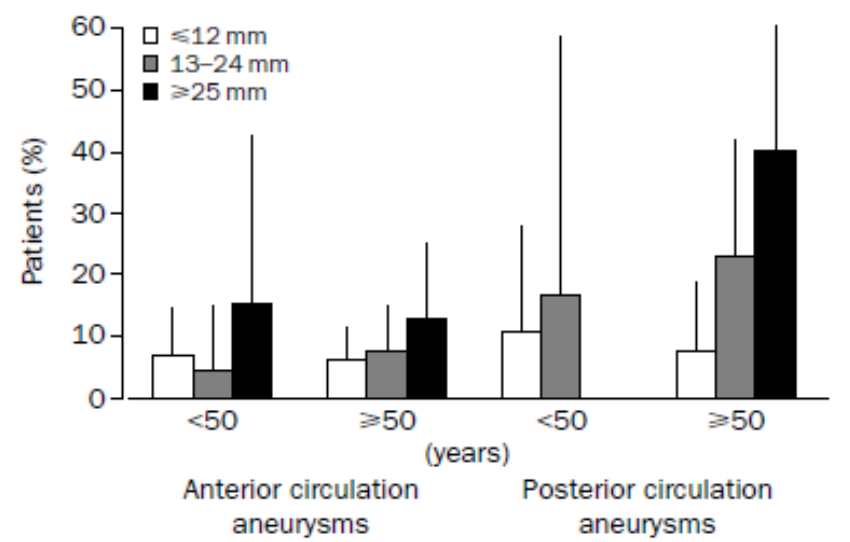 60
50
40
30
20
10
0
Patients (%)
⩽12 mm
13–24 mm
⩾25 mm
<50
⩾50
<50
⩾50
(years)
Anterior circulation
aneurysms
Posterior circulation
aneurysms